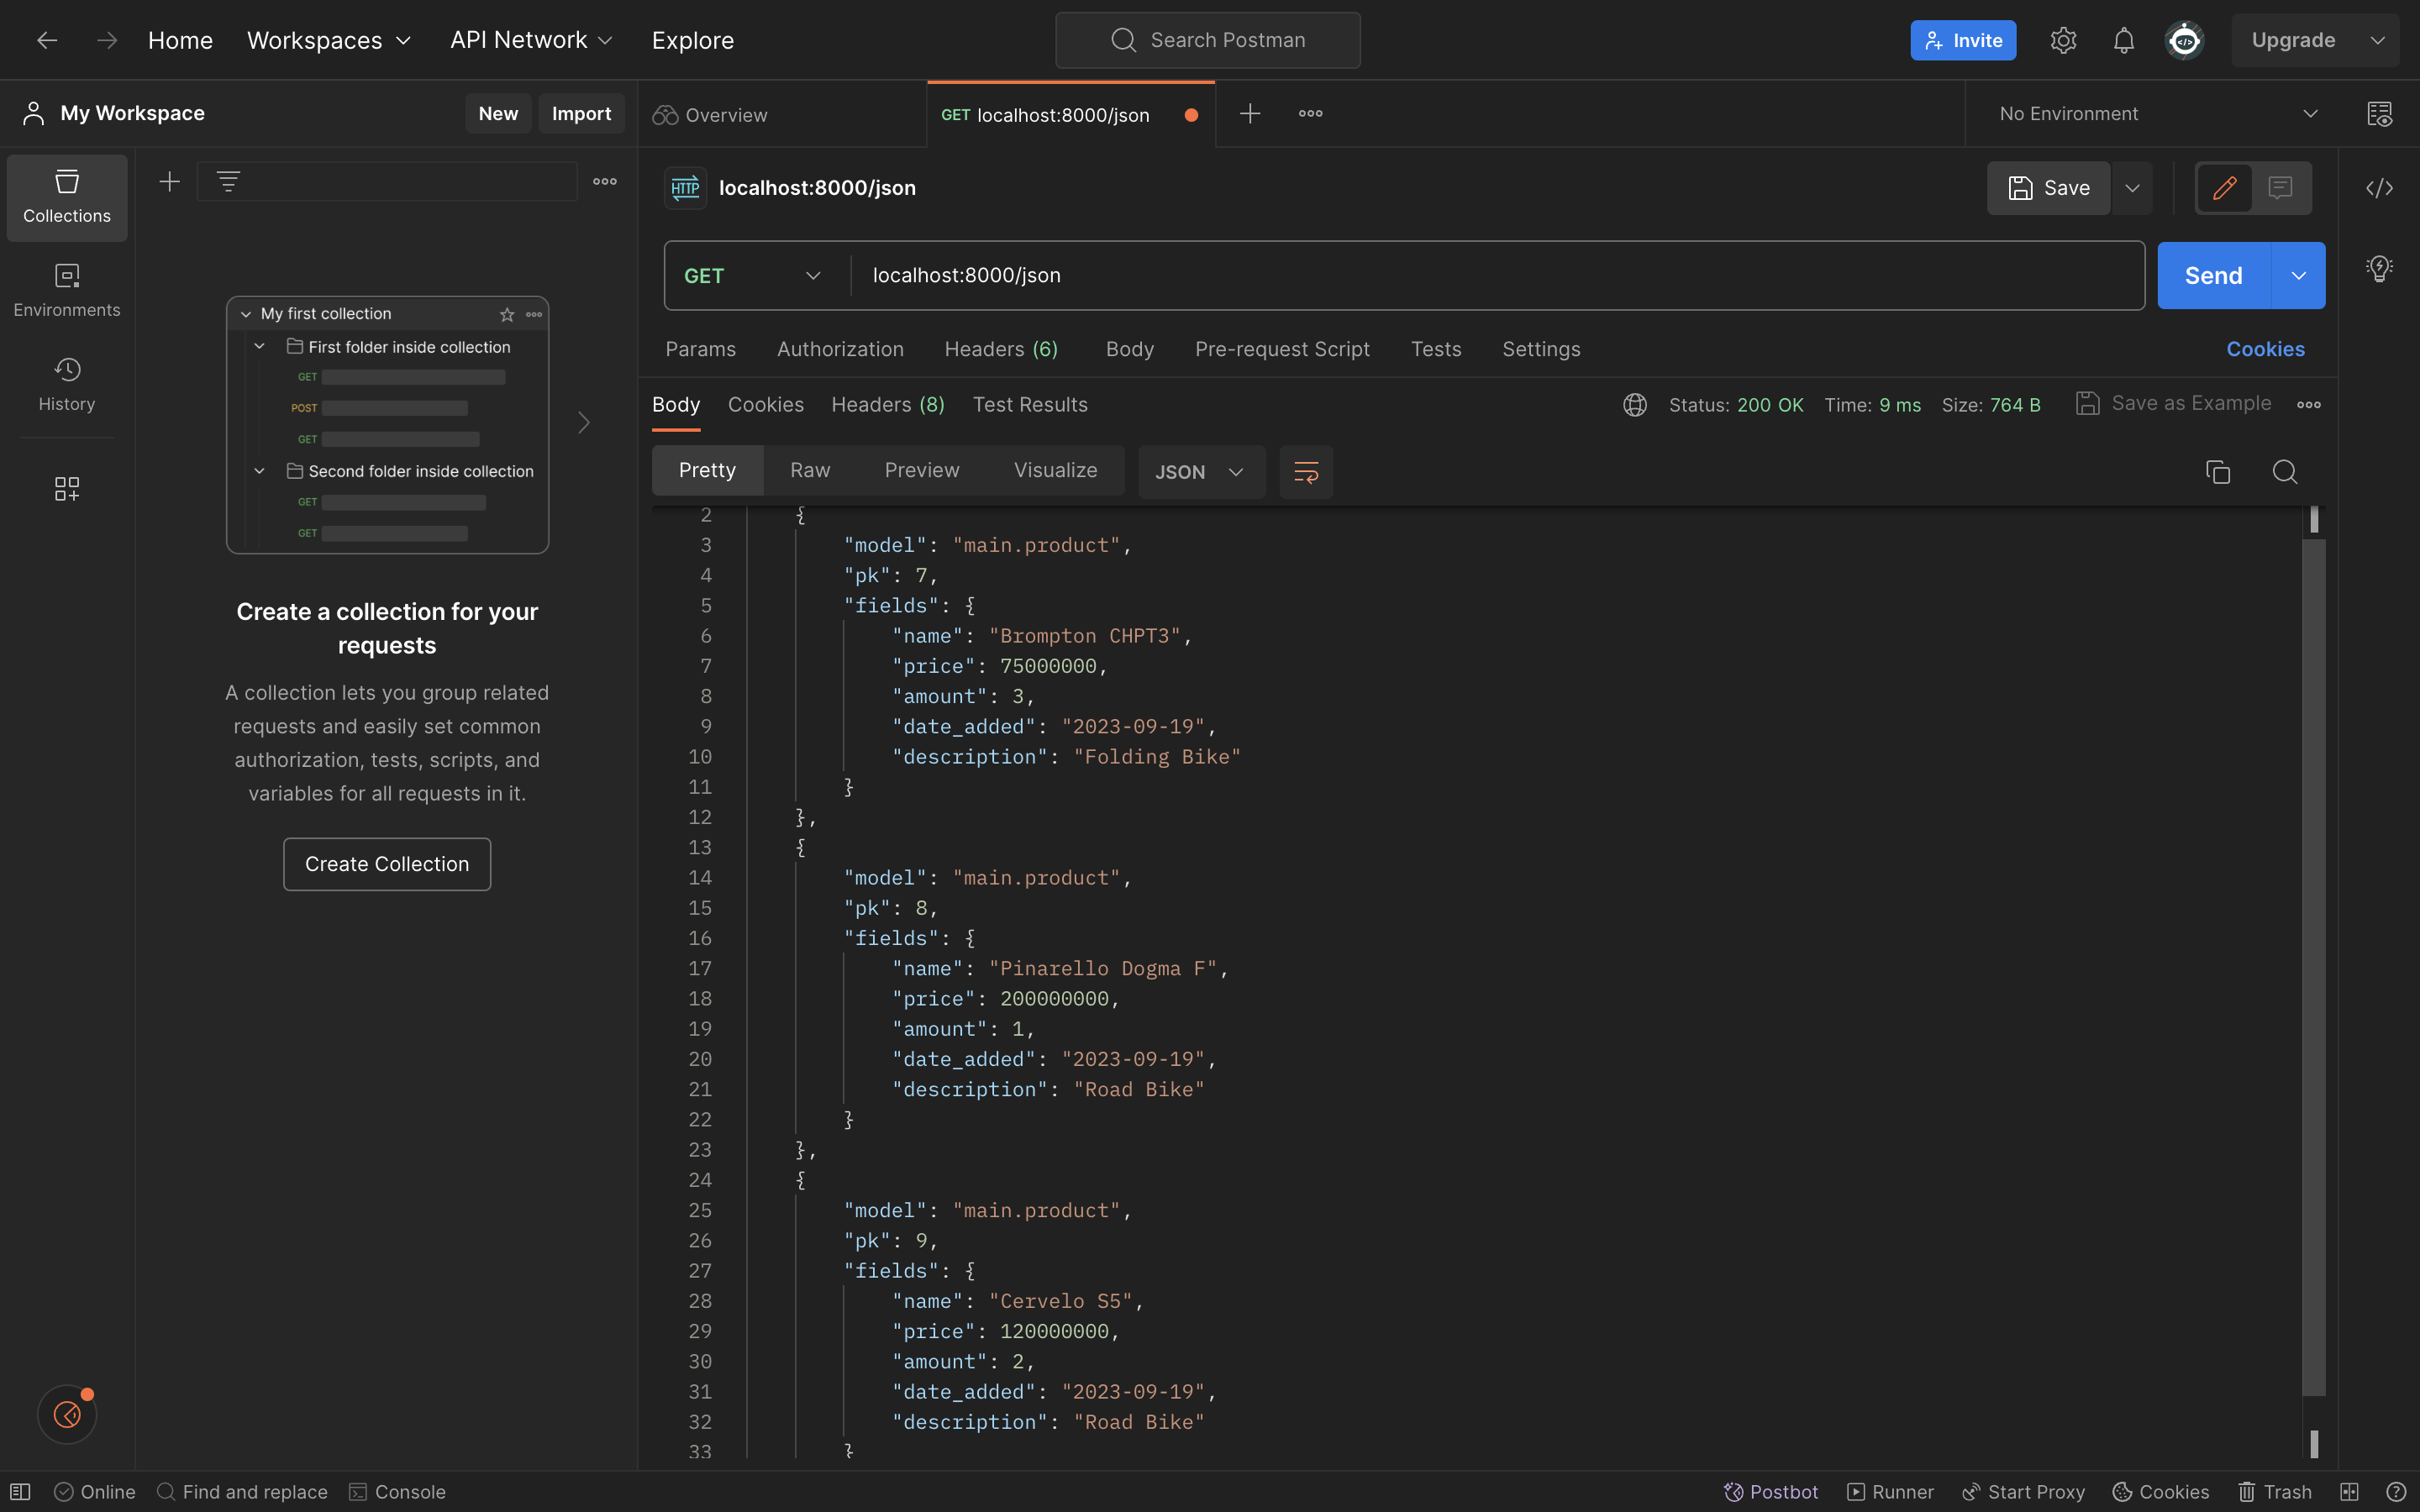 Home Workspaces API Network Explore Search Postman Invite Upgrade
My Workspace New Import Overview GET localhost:8000/json No Environment
Collections
Environments
History
My first collection
First folder inside collection
GET
POST
GET
Second folder inside collection
GET
GET
Create a collection for your
requests
A collection lets you group related
requests and easily set common
authorization, tests, scripts, and
variables for all requests in it.
Create Collection
HTTP localhost:8000/json Save
GET localhost:8000/json Send
Params Authorization Headers (6) Body Pre-request Script Tests Settings Cookies
Body Cookies Headers (8) Test Results Status: 200 OK Time: 9 ms Size: 764 B Save as Example
Pretty Raw Preview Visualize JSON
2 {
3 "model": "main.product",
4 "pk": 7,
5 "fields": {
6 "name": "Brompton CHPT3",
7 "price": 75000000,
8 "amount": 3,
9 "date_added": "2023-09-19",
10 "description": "Folding Bike"
11 }
12 },
13 {
14 "model": "main.product",
15 "pk": 8,
16 "fields": {
17 "name": "Pinarello Dogma F",
18 "price": 200000000,
19 "amount": 1,
20 "date_added": "2023-09-19",
21 "description": "Road Bike"
22 }
23 },
24 {
25 "model": "main.product",
26 "pk": 9,
27 "fields": {
28 "name": "Cervelo S5",
29 "price": 120000000,
30 "amount": 2,
31 "date_added": "2023-09-19",
32 "description": "Road Bike"
33 }
Online Find and replace Console Postbot Runner Start Proxy Cookies Trash